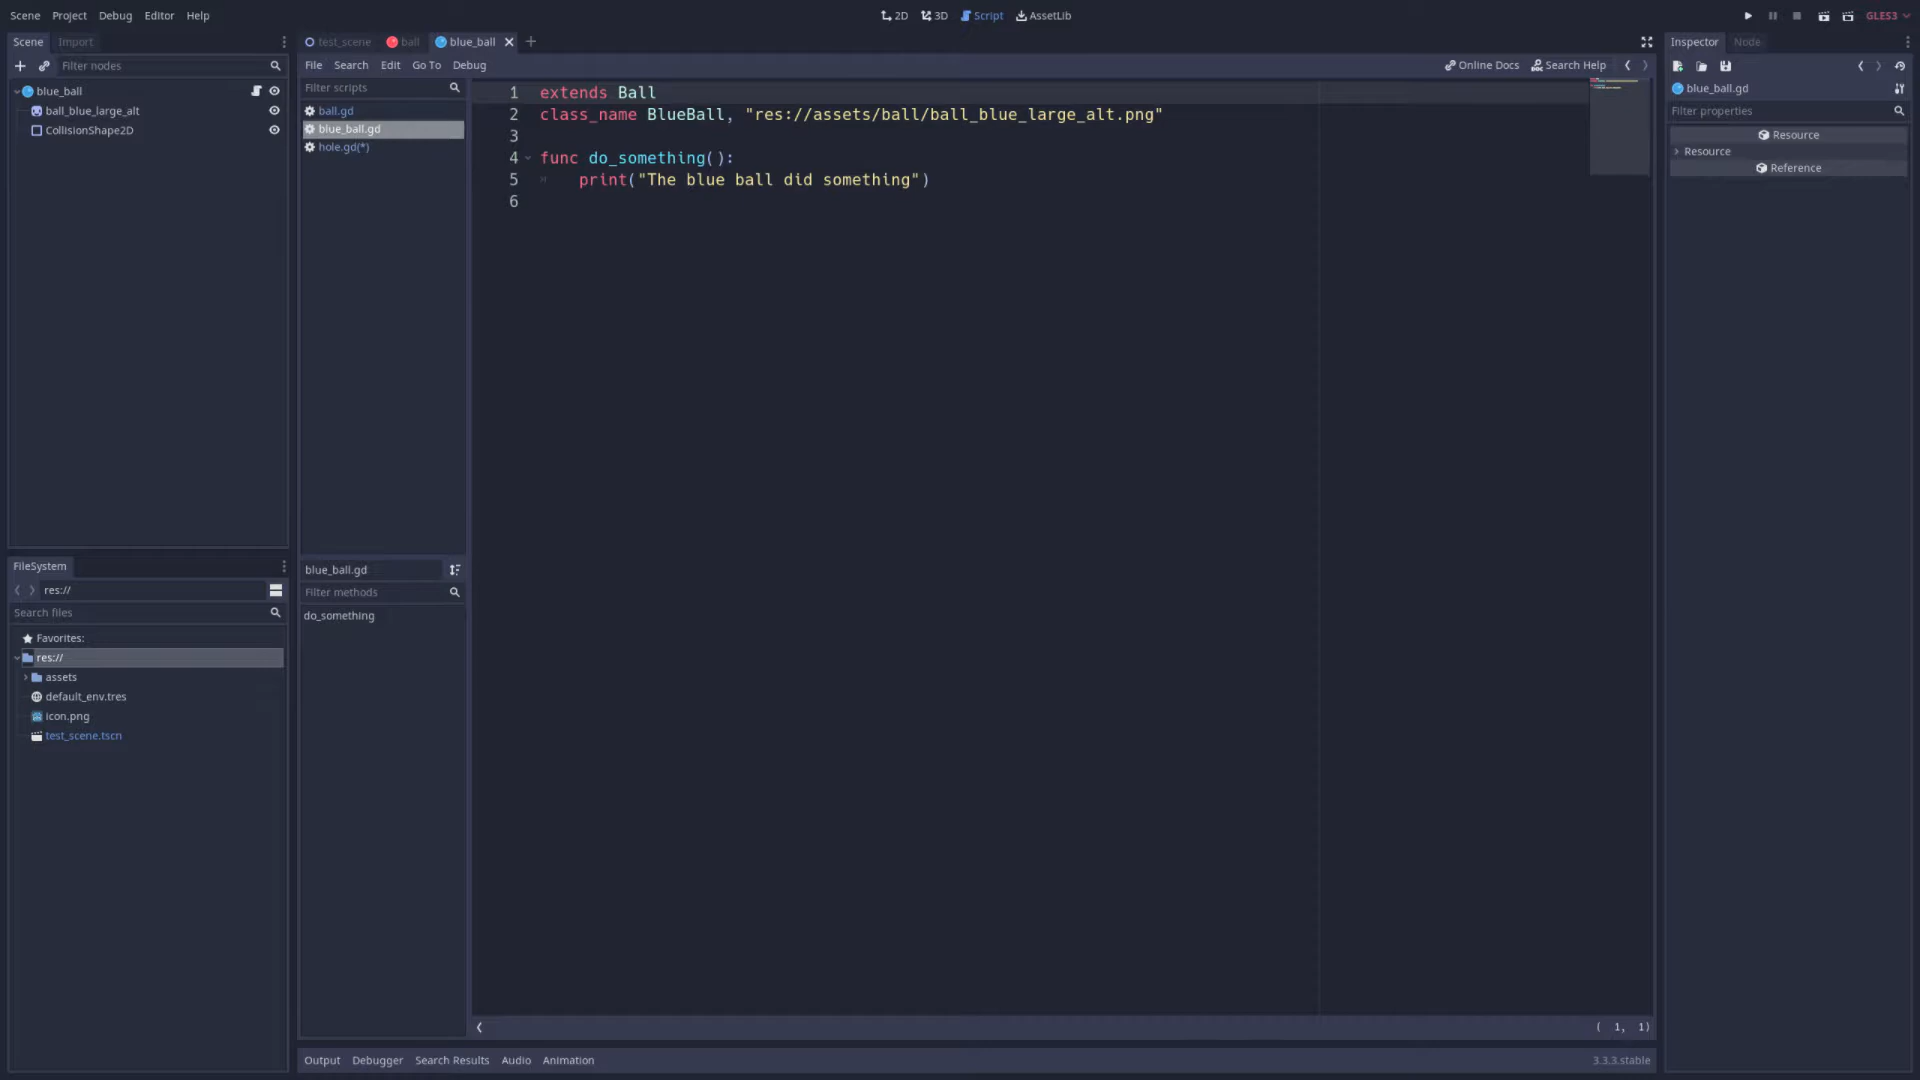 Scene Project Debug Editor Help
2D 3D Script AssetLib
GLES3
Scene Import
Filter nodes
blue_ball
ball_blue_large_alt
CollisionShape2D
FileSystem
res://
Search files
Favorites:
res://
assets
default_env.tres
icon.png
test_scene.tscn
test_scene ball blue_ball
File Search Edit Go To Debug
Online Docs Search Help
Filter scripts
ball.gd
blue_ball.gd
hole.gd(*)
blue_ball.gd
Filter methods
do_something
1 extends Ball
2 class_name BlueBall, "res://assets/ball/ball_blue_large_alt.png"
3
4 func do_something():
5 print("The blue ball did something")
6
( 1, 1)
Output Debugger Search Results Audio Animation
3.3.3.stable
Inspector Node
blue_ball.gd
Filter properties
Resource
Resource
Reference